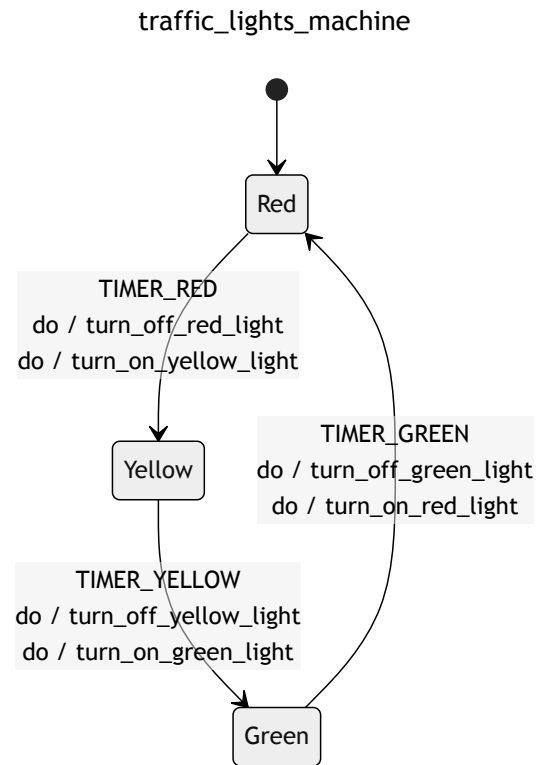 traffic_lights_machine
Red
TIMER_RED
do / turn_off_red_light
do / turn_on_yellow_light
Yellow
TIMER_GREEN
do / turn_off_green_light
do / turn_on_red_light
TIMER_YELLOW
do / turn_off_yellow_light
do / turn_on_green_light
Green